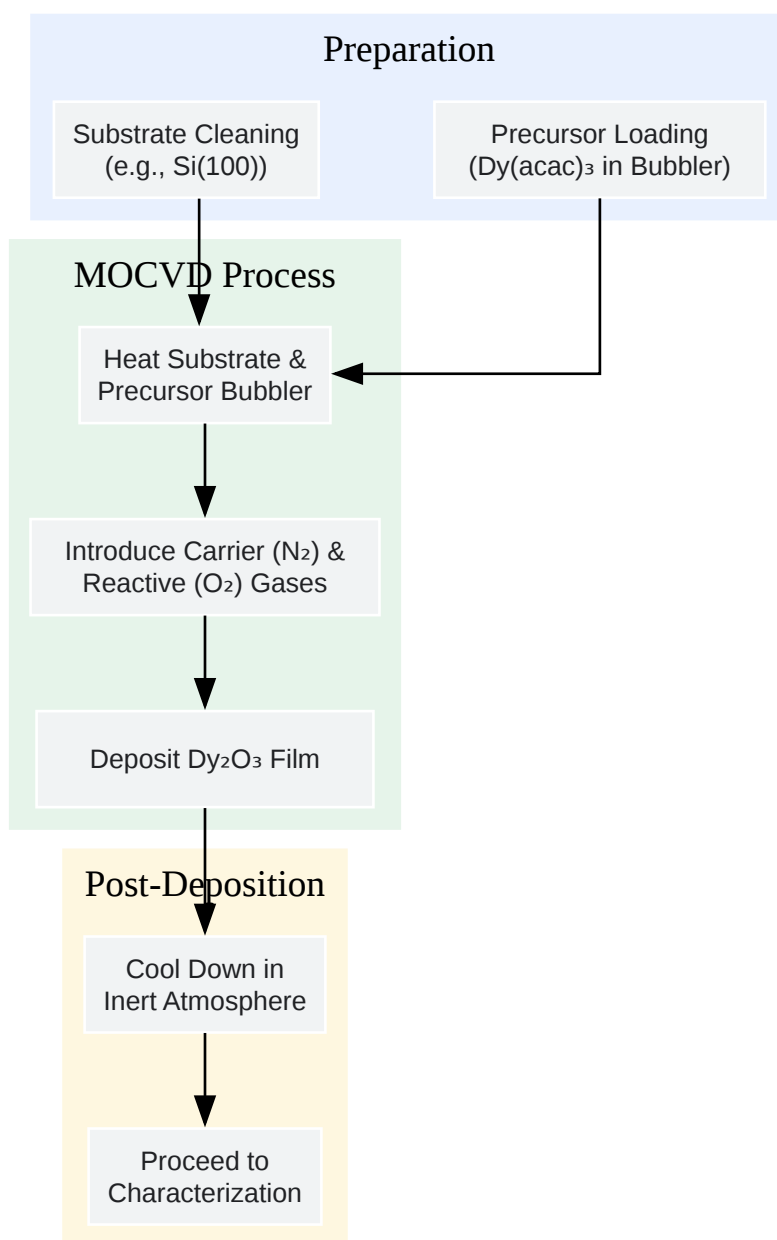 Preparation
Substrate Cleaning
(e.g., Si(100))
Precursor Loading
(Dy(acac)₃ in Bubbler)
MOCVD Process
Heat Substrate &
Precursor Bubbler
Introduce Carrier (N₂) &
Reactive (O₂) Gases
Deposit Dy₂O₃ Film
Post-Deposition
Cool Down in
Inert Atmosphere
Proceed to
Characterization